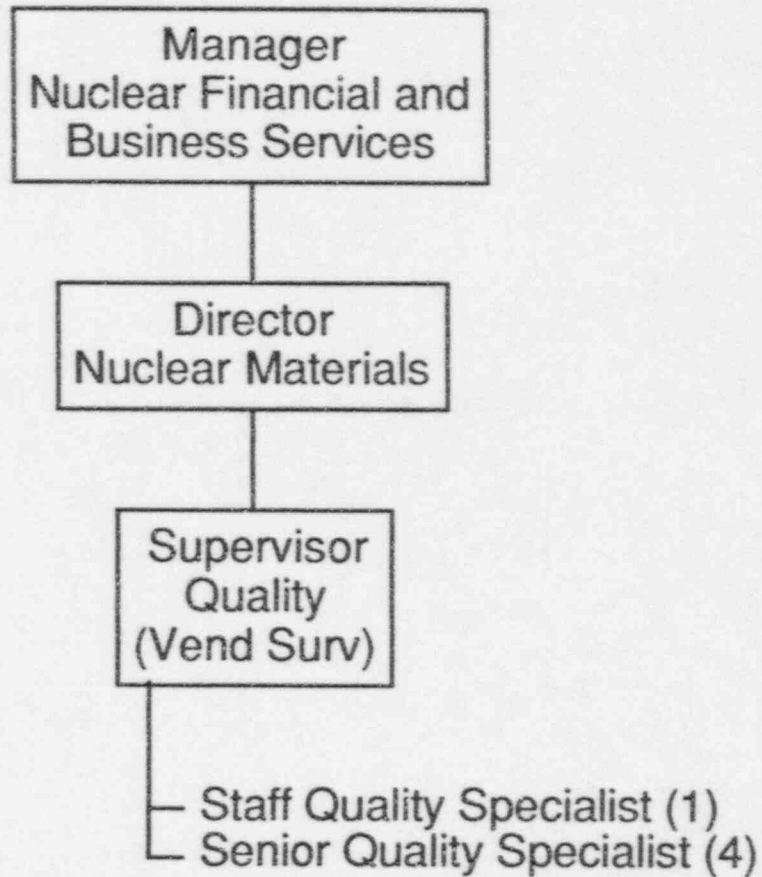 Manager
Nuclear Financial and
Business Services
Director
Nuclear Materials
Supervisor
Quality
(Vend Surv)
Staff Quality Specialist (1)
Senior Quality Specialist (4)